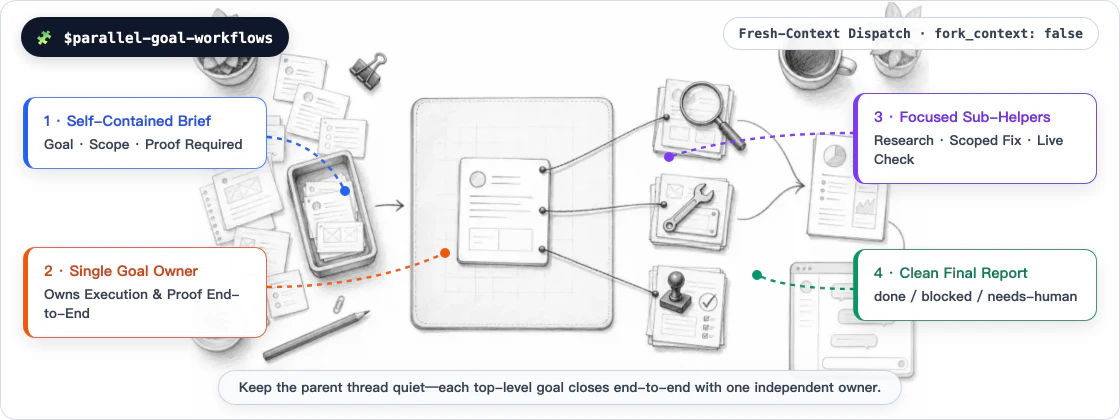 $parallel-goal-workflows
Fresh-Context Dispatch · fork_context: false
1 · Self-Contained Brief
Goal · Scope · Proof Required
2 · Single Goal Owner
Owns Execution & Proof End-
to-End
3 · Focused Sub-Helpers
Research · Scoped Fix · Live
Check
4 · Clean Final Report
done / blocked / needs-human
Keep the parent thread quiet—each top-level goal closes end-to-end with one independent owner.